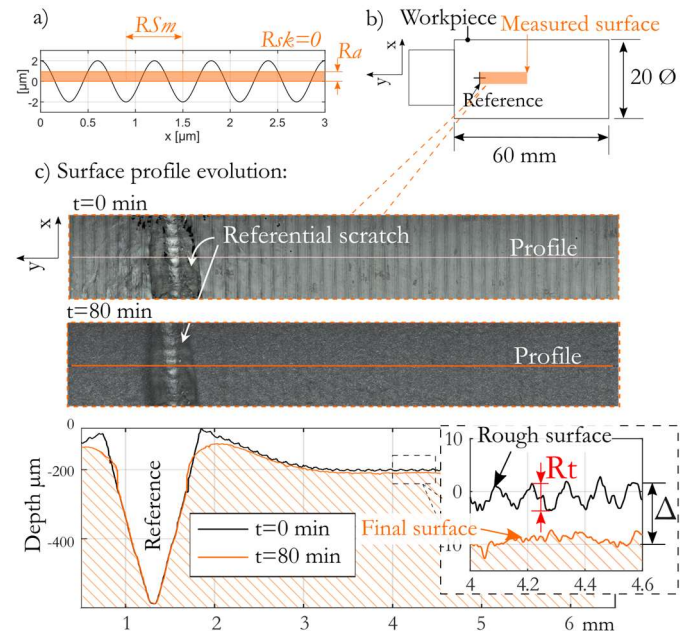 a)
RSm
Rsk=0
Ra
[µm]
2
0
-2
0 0.5 1 1.5 2 2.5 3
x [µm]
b)
Workpiece
Measured surface
x
y
Reference
20 Ø
60 mm
c) Surface profile evolution:
t=0 min
x
y
Referential scratch
Profile
t=80 min
Profile
Depth µm
0
-200
-400
Reference
t=0 min
t=80 min
1 2 3 4 5 6 mm
10
0
10
Rough surface
Rt
Δ
Final surface
4 4.2 4.4 4.6